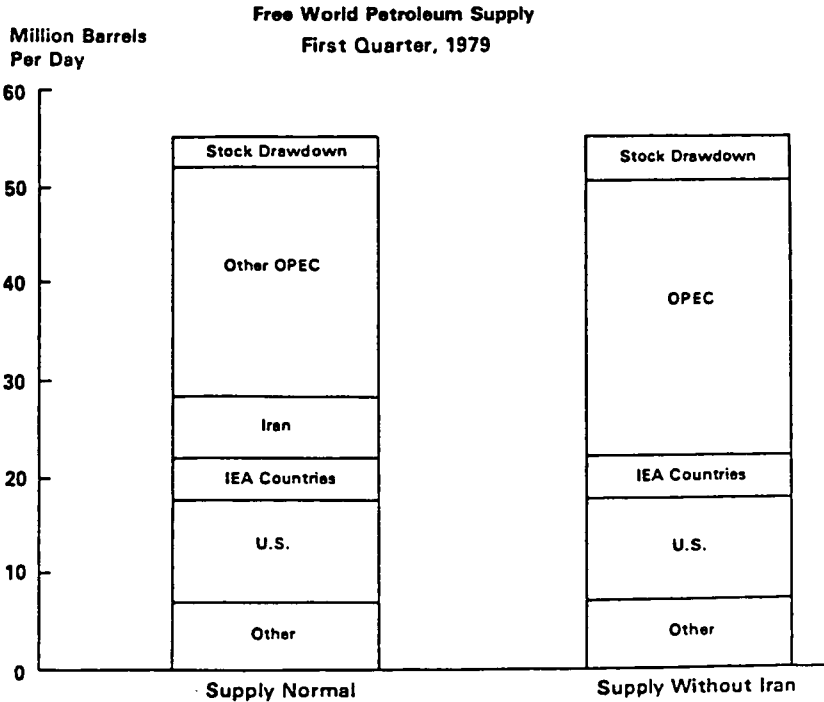 Free World Petroleum Supply
First Quarter, 1979
Million Barrels
Per Day
60
50
40
30
20
10
0
Stock Drawdown
Other OPEC
Iran
IEA Countries
U.S.
Other
Supply Normal
Stock Drawdown
OPEC
IEA Countries
U.S.
Other
Supply Without Iran